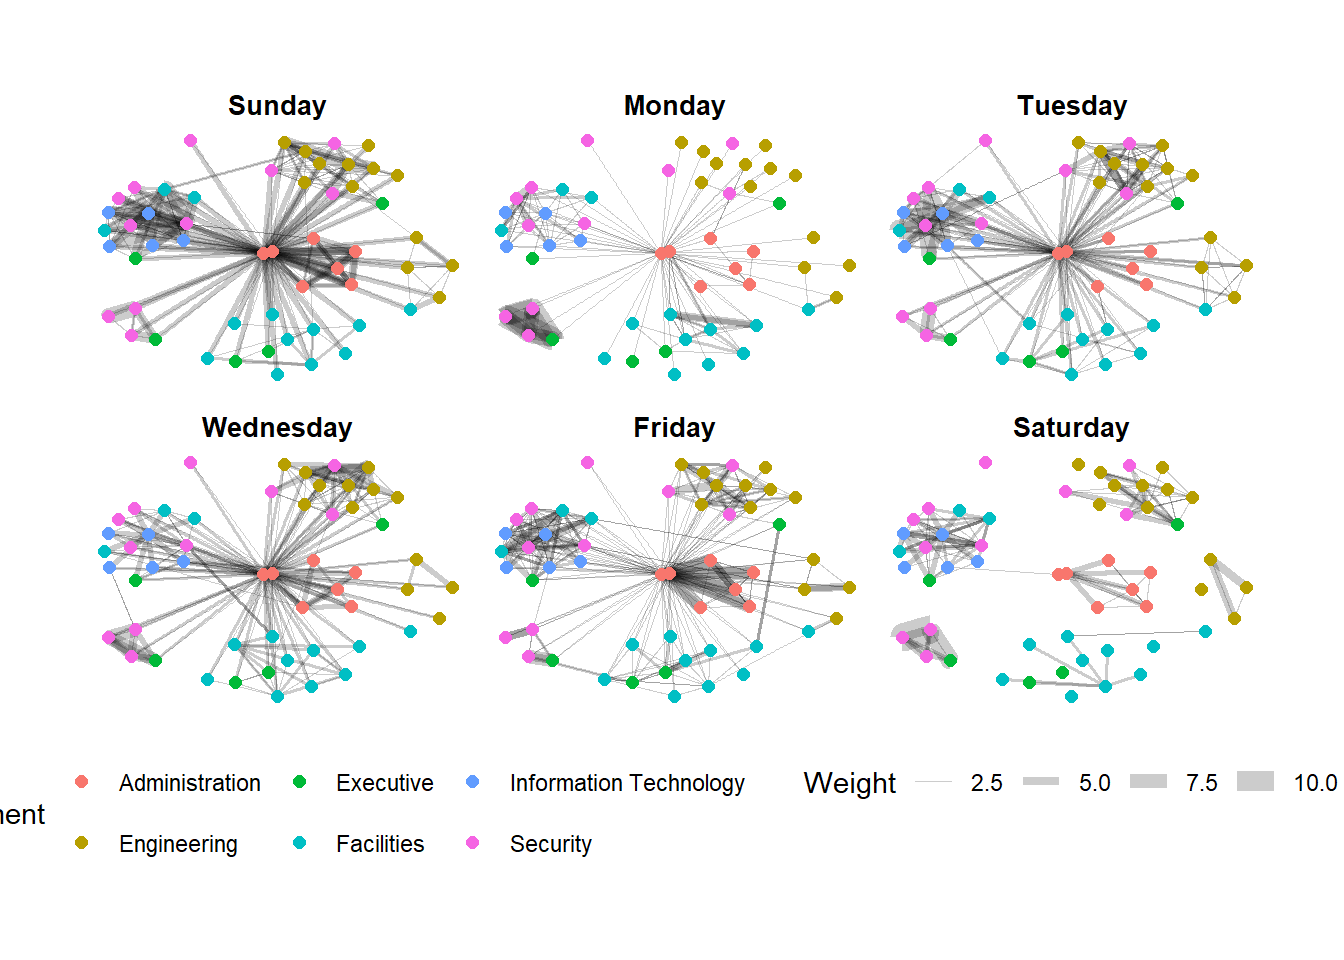 Sunday
Monday
Tuesday
Wednesday
Friday
Saturday
Administration
Executive
Information Technology
Engineering
Facilities
Security
Weight
2.5
5.0
7.5
10.0